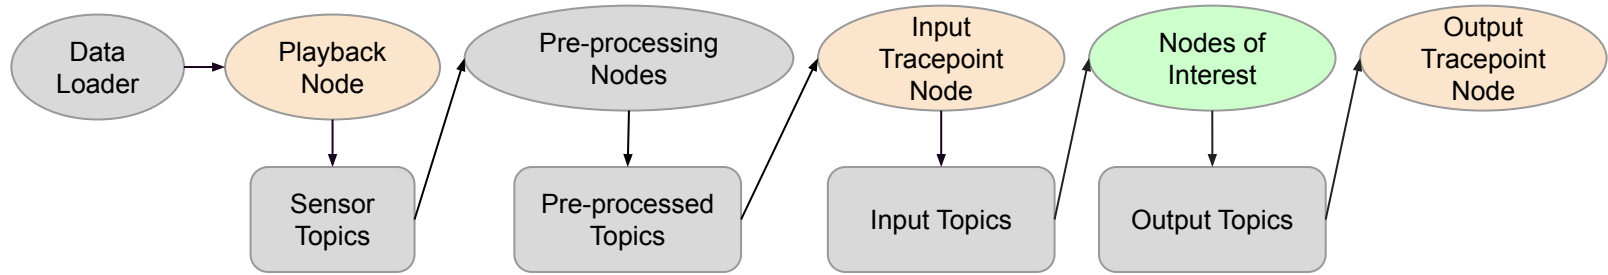 Data
Loader
Playback
Node
Pre-processing
Nodes
Input
Tracepoint
Node
Nodes of
Interest
Output
Tracepoint
Node
Sensor
Topics
Pre-processed
Topics
Input Topics
Output Topics